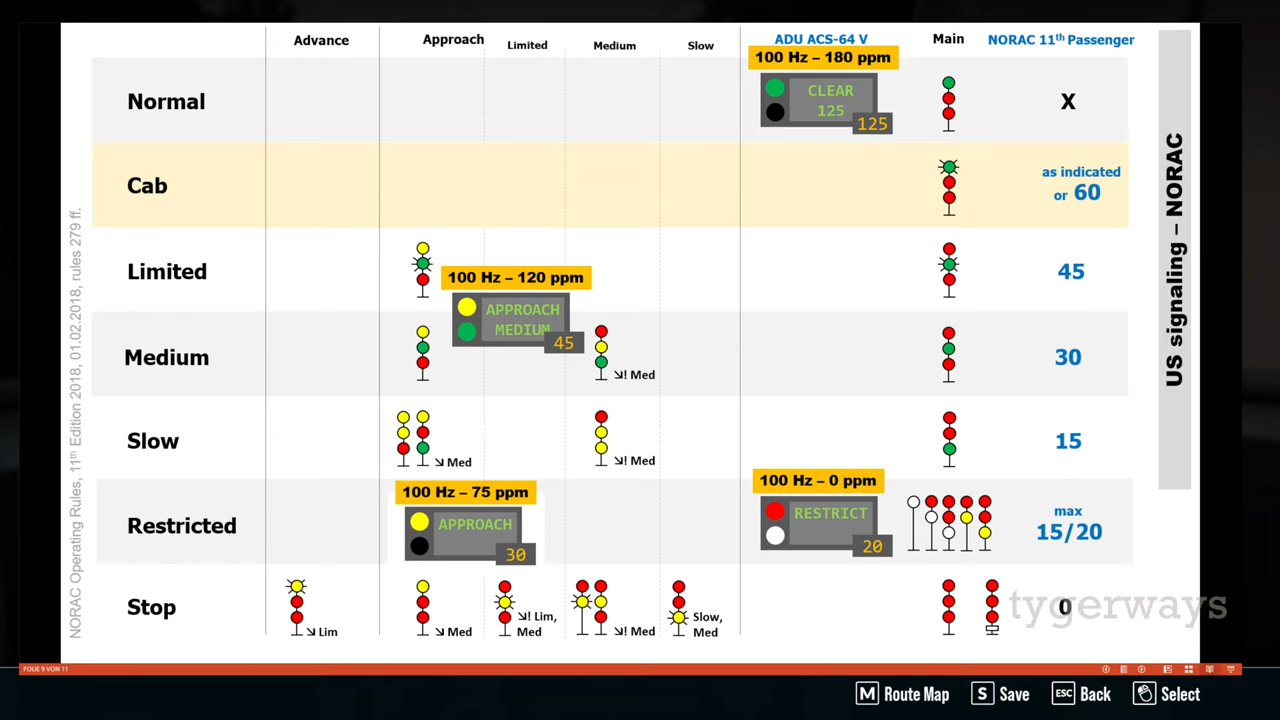 Advance
Approach
Limited
Medium
Slow
ADU ACS-64 V
Main
NORAC 11th Passenger
100 Hz – 180 ppm
Normal
CLEAR
125
125
X
Cab
as indicated
or 60
Limited
45
100 Hz – 120 ppm
APPROACH
MEDIUM
45
Medium
↘! Med
30
Slow
↘ Med
↘! Med
15
100 Hz – 75 ppm
100 Hz – 0 ppm
Restricted
APPROACH
30
RESTRICT
20
max
15/20
Stop
↘ Lim
↘ Med
↘! Lim,
Med
↘! Med
Slow,
Med
0
tygerways
US signaling – NORAC
NORAC Operating Rules, 11th Edition 2018, 01.02.2018, rules 279 ff.
FOLIE 9 VON 11
M Route Map
S Save
ESC Back
Select